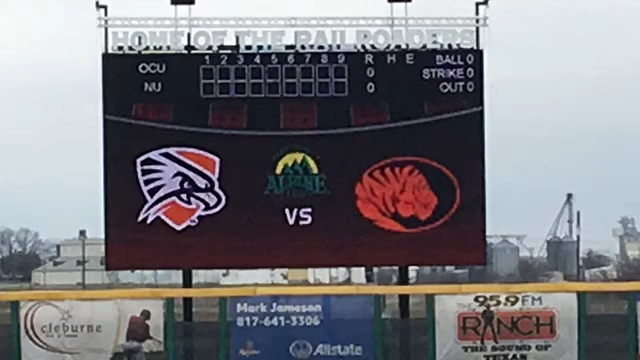 HOME OF THE RAILROADERS
1 2 3 4 5 6 7 8 9 R H E BALL 0
OCU 0 STRIKE 0
NU 0 OUT 0
ALPINE
VS
cleburne
Mark Jameson
817-641-3306
Allstate
95.9 FM
RANCH
THE SOUND OF
TEXAS